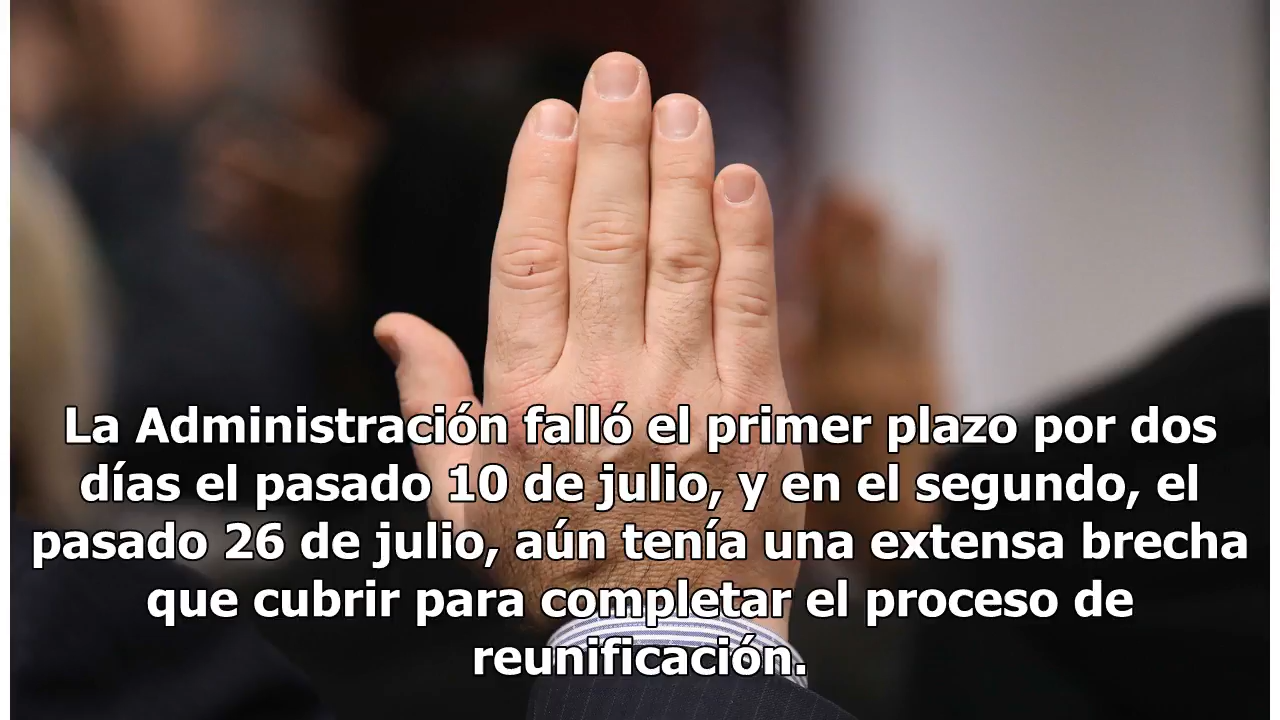 La Administración falló el primer plazo por dos
días el pasado 10 de julio, y en el segundo, el
pasado 26 de julio, aún tenía una extensa brecha
que cubrir para completar el proceso de
reunificación.